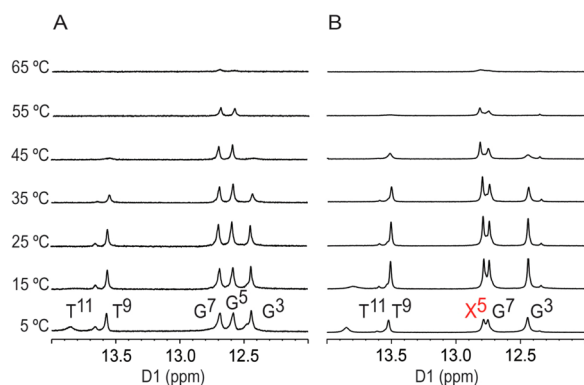 A B
65 ºC
55 ºC
45 ºC
35 ºC
25 ºC
15 ºC
5 ºC
T11 T9 G7 G5 G3 T11 T9 X5 G7 G3
13.5 13.0 12.5 13.5 13.0 12.5
D1 (ppm) D1 (ppm)